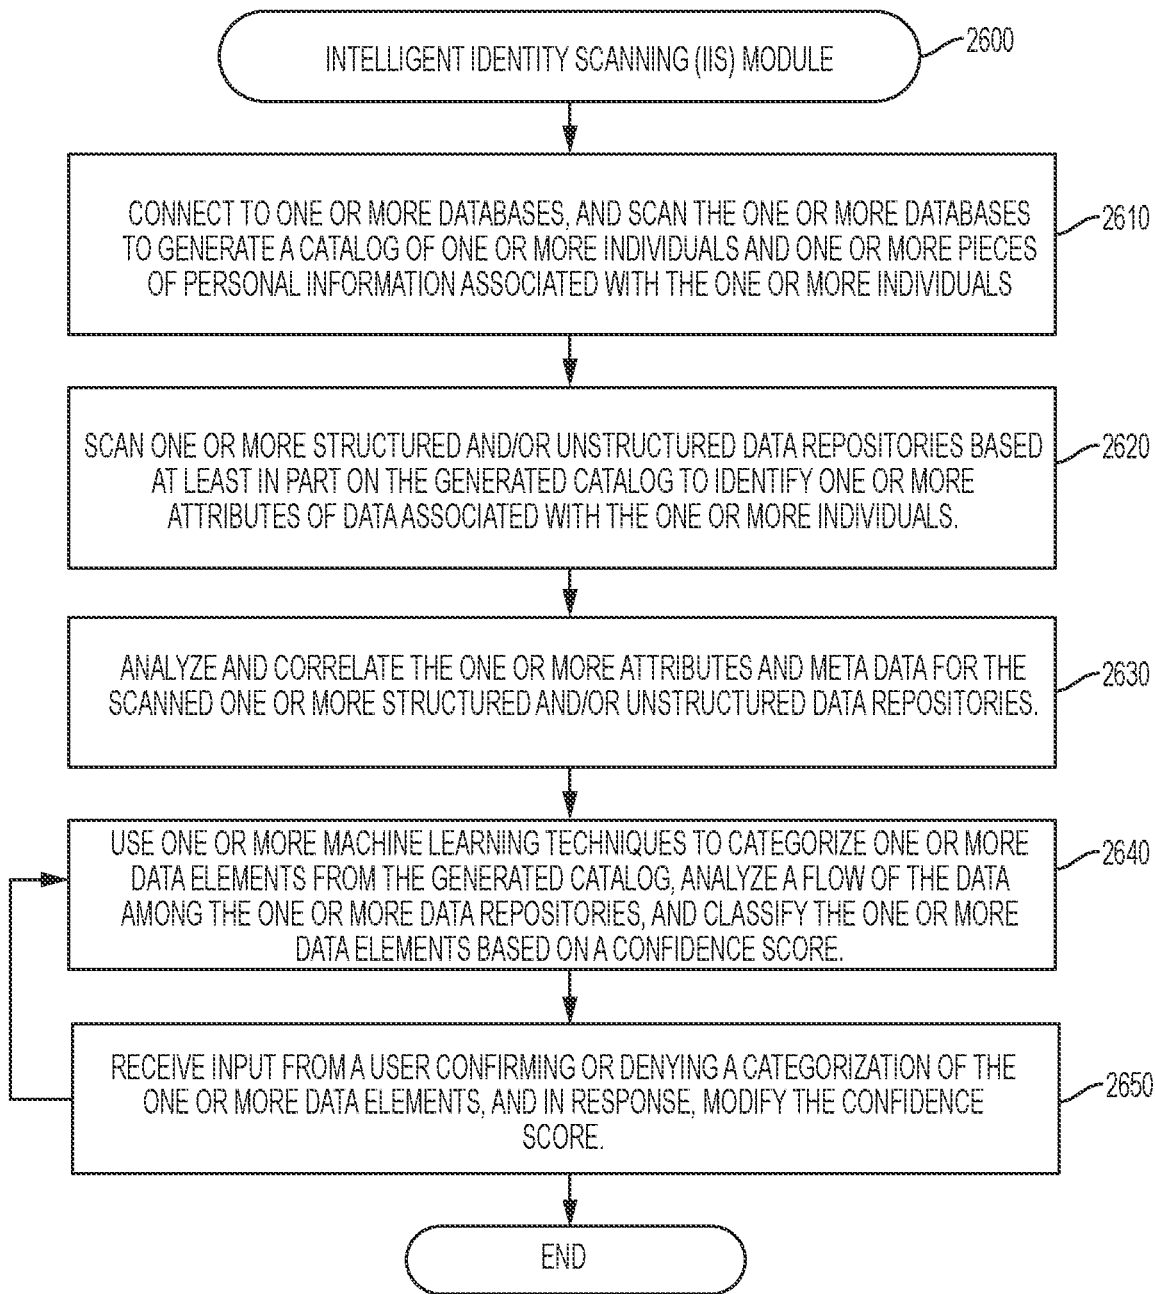 INTELLIGENT IDENTITY SCANNING (IIS) MODULE
2600
CONNECT TO ONE OR MORE DATABASES, AND SCAN THE ONE OR MORE DATABASES
TO GENERATE A CATALOG OF ONE OR MORE INDIVIDUALS AND ONE OR MORE PIECES
OF PERSONAL INFORMATION ASSOCIATED WITH THE ONE OR MORE INDIVIDUALS
2610
SCAN ONE OR MORE STRUCTURED AND/OR UNSTRUCTURED DATA REPOSITORIES BASED
AT LEAST IN PART ON THE GENERATED CATALOG TO IDENTIFY ONE OR MORE
ATTRIBUTES OF DATA ASSOCIATED WITH THE ONE OR MORE INDIVIDUALS.
2620
ANALYZE AND CORRELATE THE ONE OR MORE ATTRIBUTES AND META DATA FOR THE
SCANNED ONE OR MORE STRUCTURED AND/OR UNSTRUCTURED DATA REPOSITORIES.
2630
USE ONE OR MORE MACHINE LEARNING TECHNIQUES TO CATEGORIZE ONE OR MORE
DATA ELEMENTS FROM THE GENERATED CATALOG, ANALYZE A FLOW OF THE DATA
AMONG THE ONE OR MORE DATA REPOSITORIES, AND CLASSIFY THE ONE OR MORE
DATA ELEMENTS BASED ON A CONFIDENCE SCORE.
2640
RECEIVE INPUT FROM A USER CONFIRMING OR DENYING A CATEGORIZATION OF THE
ONE OR MORE DATA ELEMENTS, AND IN RESPONSE, MODIFY THE CONFIDENCE
SCORE.
2650
END